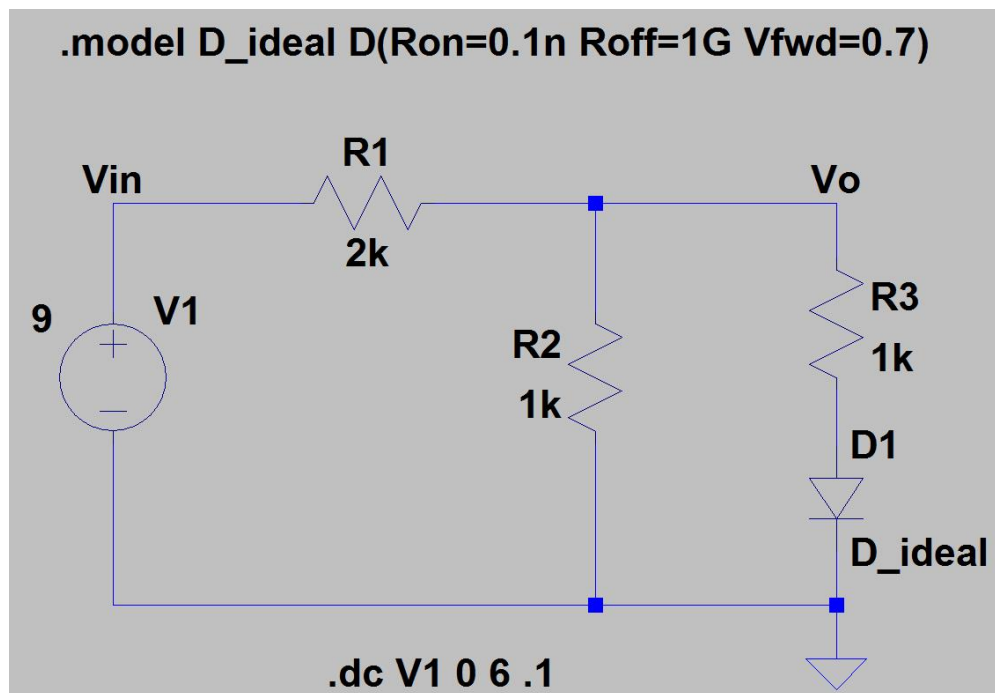 .model D_ideal D(Ron=0.1n Roff=1G Vfwd=0.7)
R1
Vin
Vo
2k
9
V1
R3
R2
1k
1k
D1
D_ideal
.dc V1 0 6 .1